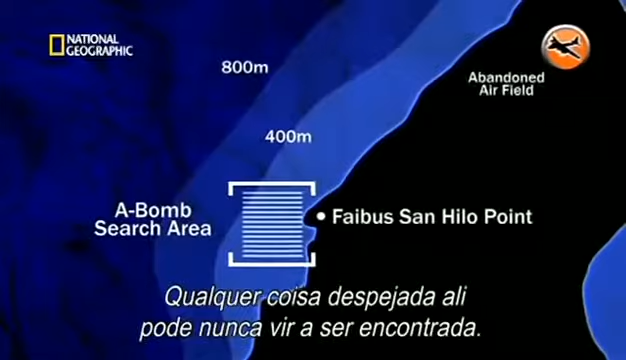 NATIONAL
GEOGRAPHIC
800m
Abandoned
Air Field
400m
A-Bomb
Search Area
Faibus San Hilo Point
Qualquer coisa despejada ali
pode nunca vir a ser encontrada.